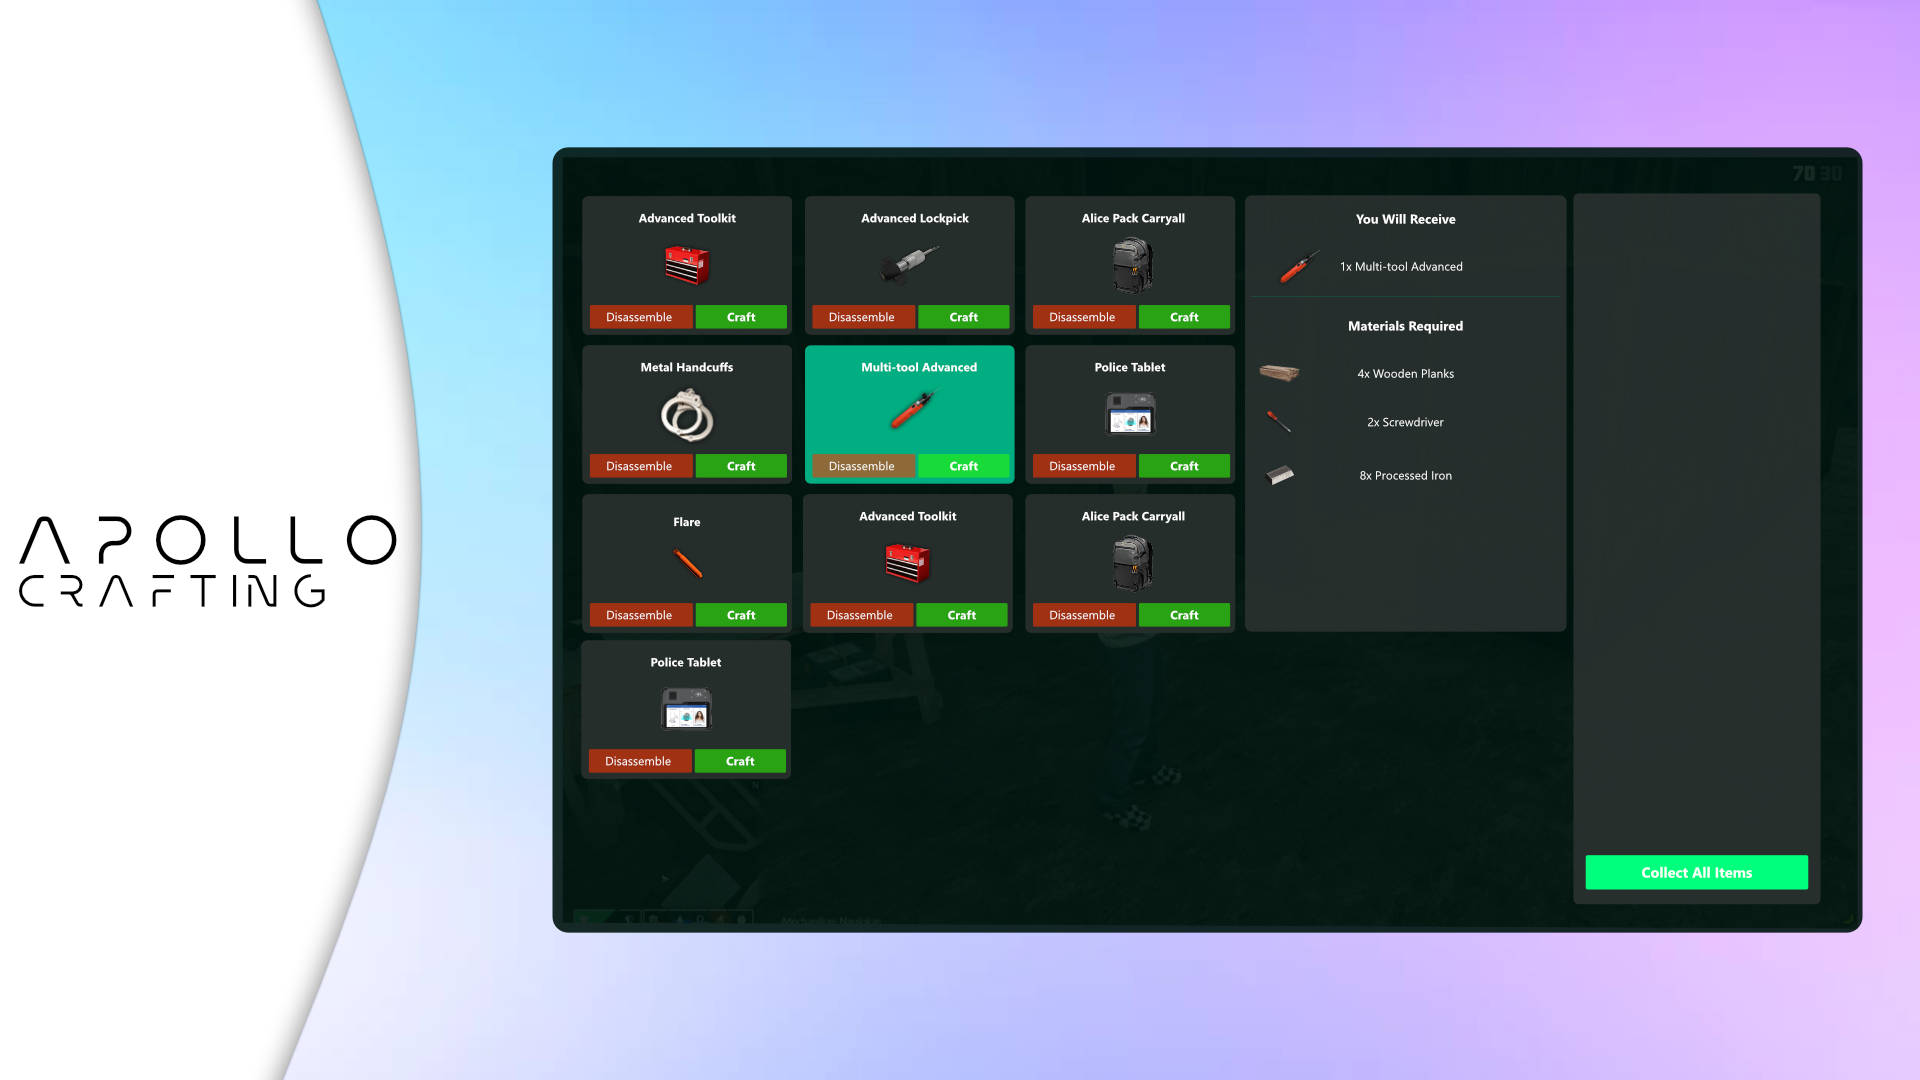 APOLLO
CRAFTING
70 30
Advanced Toolkit
Disassemble Craft
Advanced Lockpick
Disassemble Craft
Alice Pack Carryall
Disassemble Craft
Metal Handcuffs
Disassemble Craft
Multi-tool Advanced
Disassemble Craft
Police Tablet
Disassemble Craft
Flare
Disassemble Craft
Advanced Toolkit
Disassemble Craft
Alice Pack Carryall
Disassemble Craft
Police Tablet
Disassemble Craft
N
You Will Receive
1x Multi-tool Advanced
Materials Required
4x Wooden Planks
2x Screwdriver
8x Processed Iron
Collect All Items